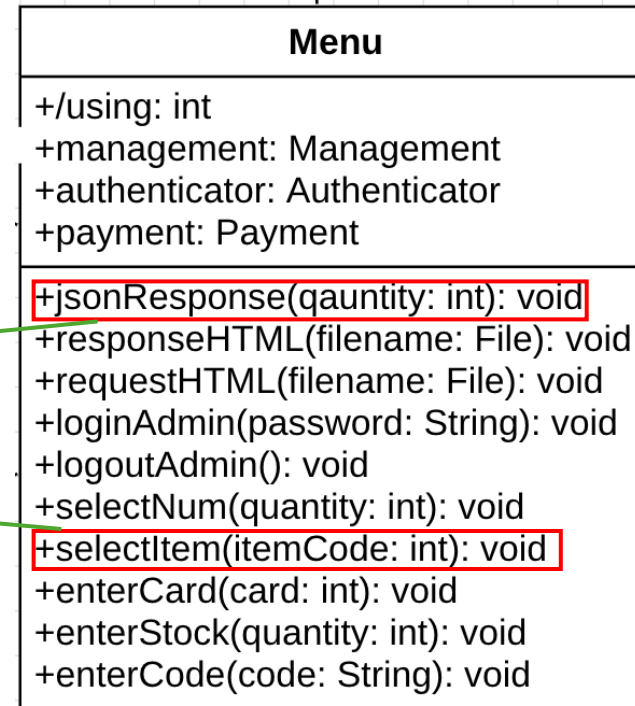 Menu
+/using: int
+management: Management
+authenticator: Authenticator
+payment: Payment
+jsonResponse(qauntity: int): void
+responseHTML(filename: File): void
+requestHTML(filename: File): void
+loginAdmin(password: String): void
+logoutAdmin(): void
+selectNum(quantity: int): void
+selectItem(itemCode: int): void
+enterCard(card: int): void
+enterStock(quantity: int): void
+enterCode(code: String): void